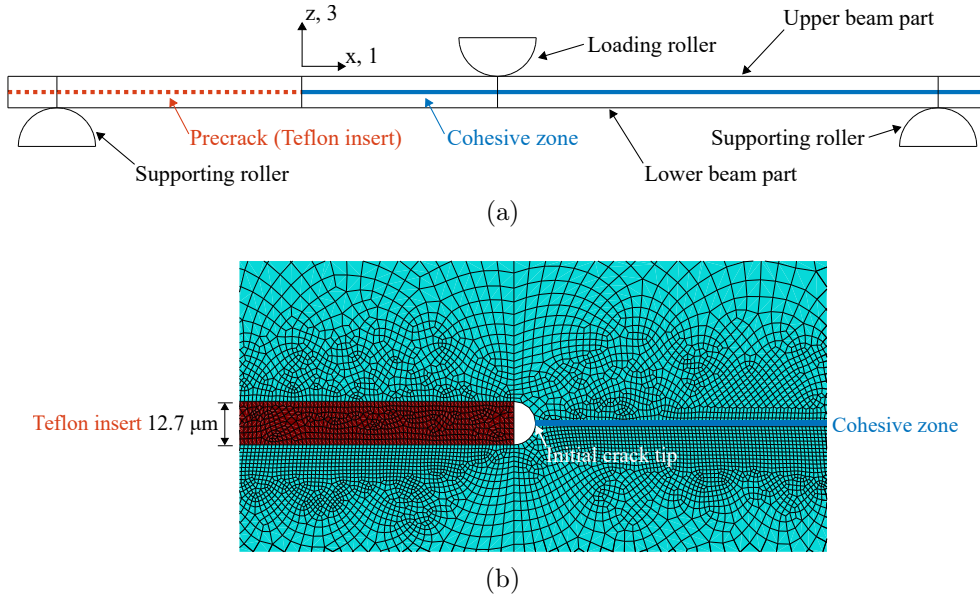 z, 3
x, 1
Loading roller
Upper beam part
Precrack (Teflon insert)
Cohesive zone
Supporting roller
Supporting roller
Lower beam part
(a)
Teflon insert 12.7 μm
Initial crack tip
Cohesive zone
(b)